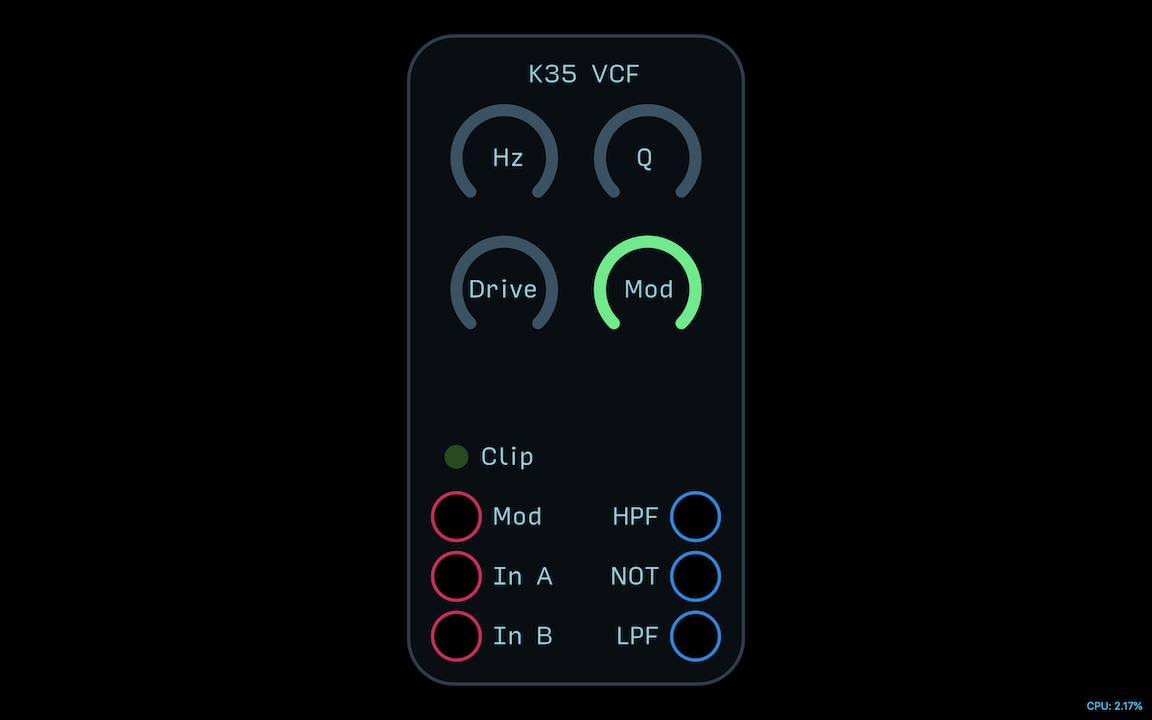 K35 VCF
Hz Q
Drive Mod
Clip
Mod HPF
In A NOT
In B LPF
CPU: 2.17%